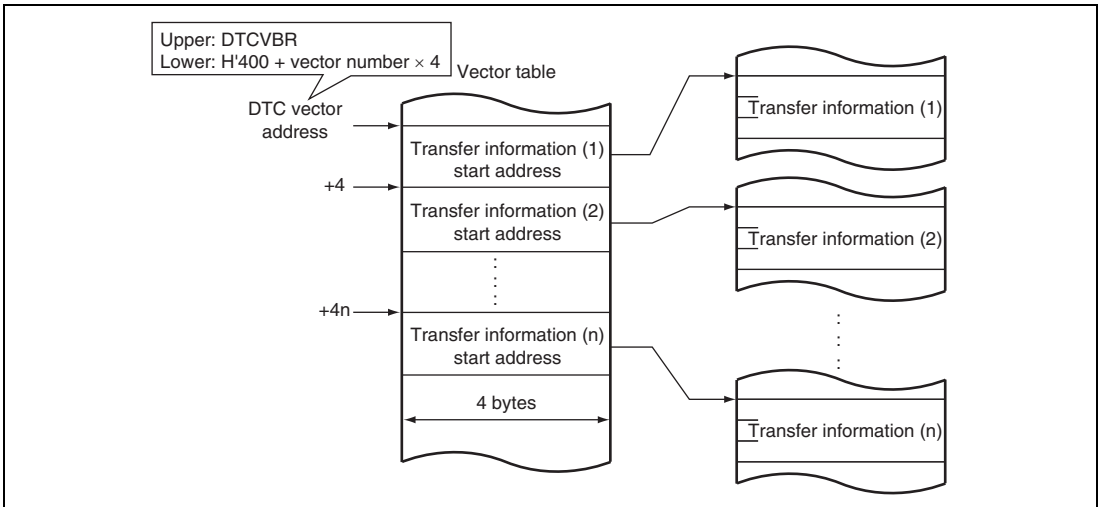 Upper: DTCVBR
Lower: H'400 + vector number × 4
Vector table
DTC vector
address
Transfer information (1)
start address
+4
Transfer information (2)
start address
+4n
Transfer information (n)
start address
4 bytes
Transfer information (1)
Transfer information (2)
Transfer information (n)